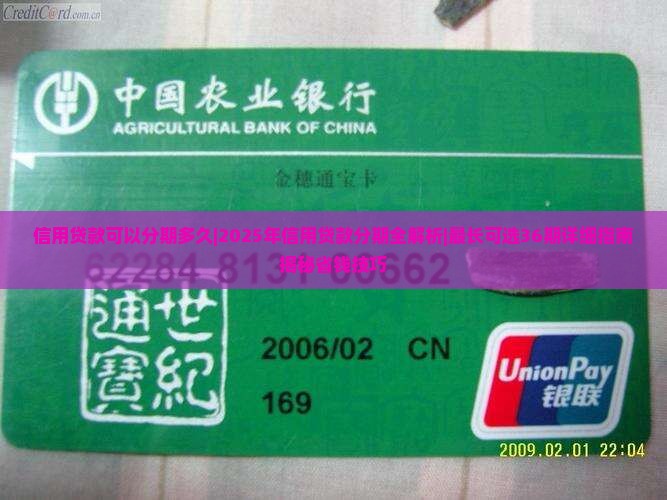 CreditCard.com.cn
中国农业银行
AGRICULTURAL BANK OF CHINA
金穗通宝卡
信用贷款可以分期多久|2025年信用贷款分期全解析|最长可选36期
世纪
通寶
2006/02 CN
169
UnionPay
银联
2009.02.01 22:04